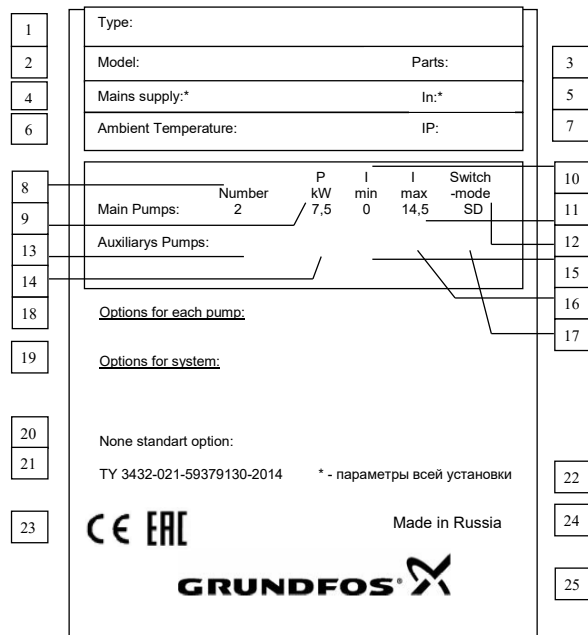 1 Type:
2 Model: Parts: 3
4 Mains supply:* In:* 5
6 Ambient Temperature: IP: 7
P I I Switch 10
8 Number kW min max -mode 11
9 Main Pumps: 2 7,5 0 14,5 SD 12
13 Auxiliarys Pumps: 15
14 16
18 Options for each pump: 17
19 Options for system:
20 None standart option:
21 ТУ 3432-021-59379130-2014 * - параметры всей установки 22
23 CE EAC Made in Russia 24
GRUNDFOS 25